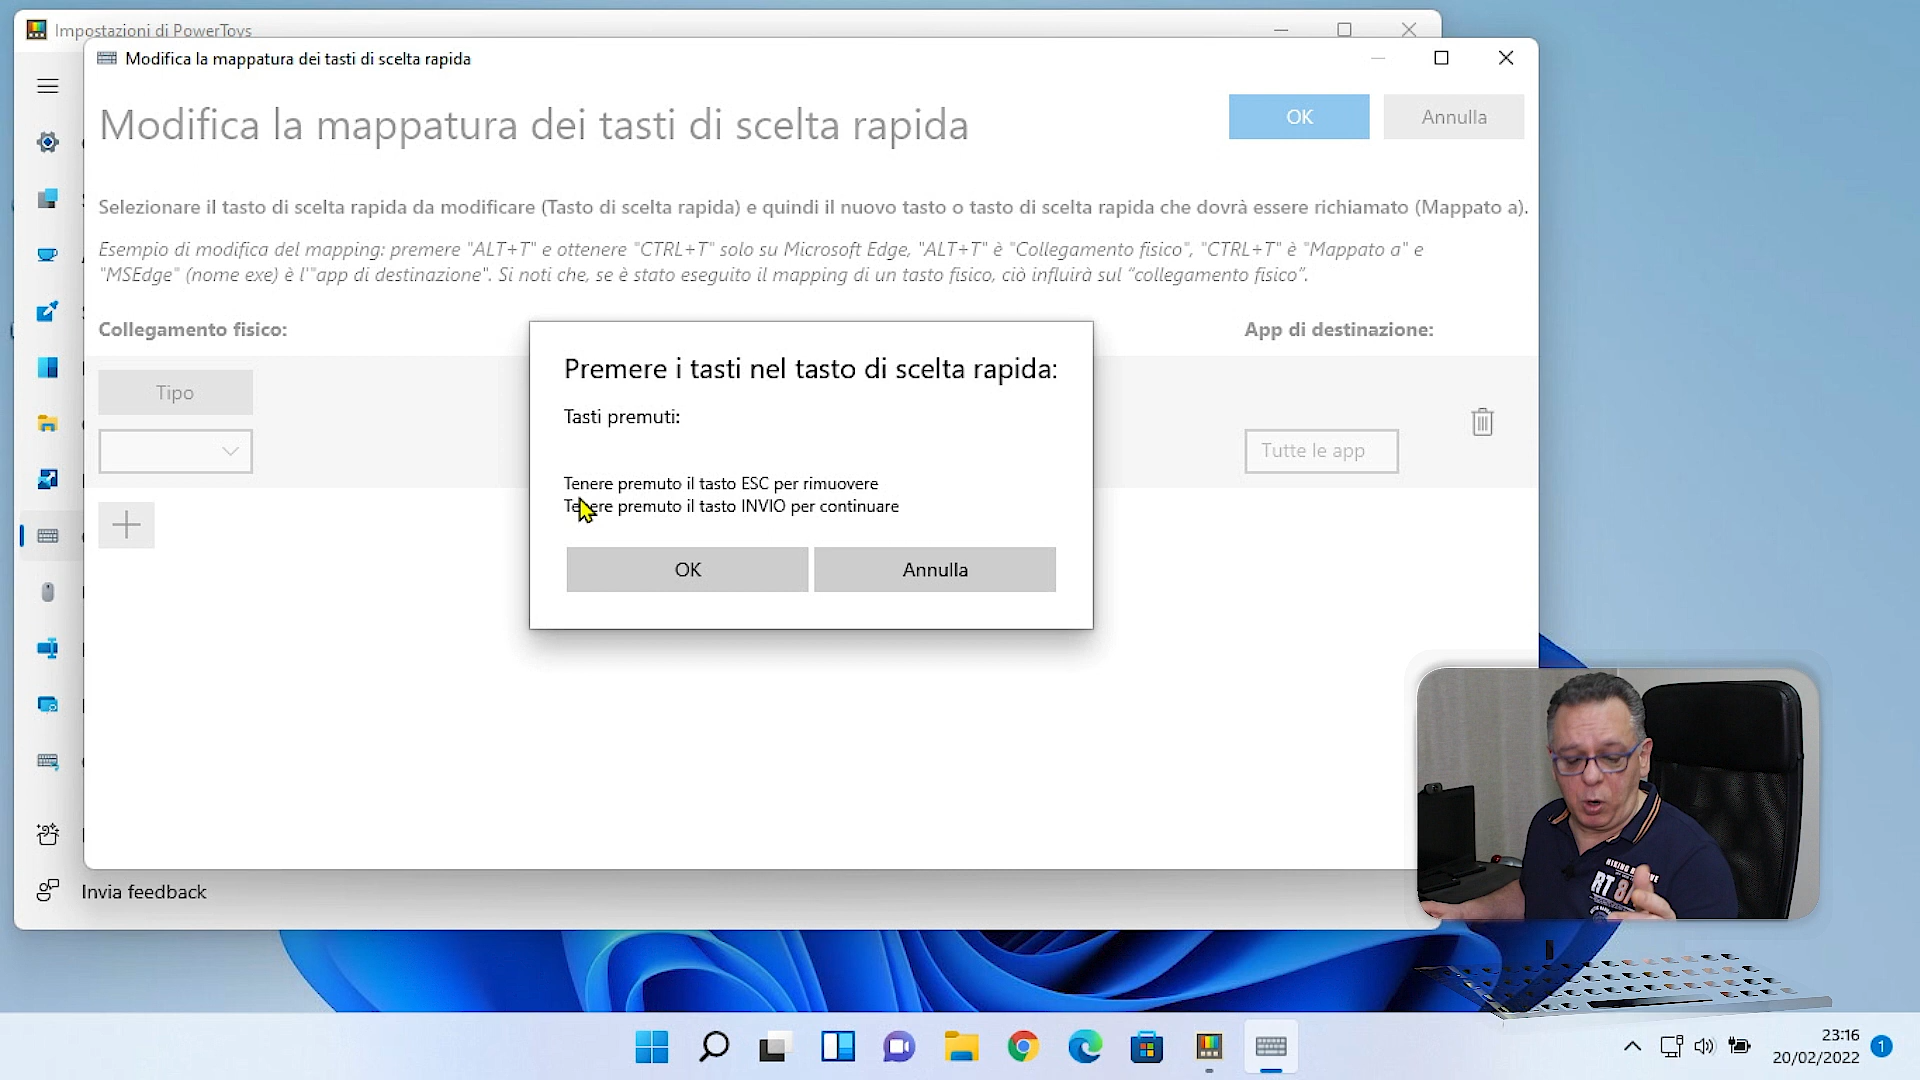 Impostazioni di PowerToys
Modifica la mappatura dei tasti di scelta rapida
Modifica la mappatura dei tasti di scelta rapida
OK
Annulla
Selezionare il tasto di scelta rapida da modificare (Tasto di scelta rapida) e quindi il nuovo tasto o tasto di scelta rapida che dovrà essere richiamato (Mappato a).
Esempio di modifica del mapping: premere "ALT+T" e ottenere "CTRL+T" solo su Microsoft Edge, "ALT+T" è "Collegamento fisico", "CTRL+T" è "Mappato a" e
"MSEdge" (nome exe) è l'"app di destinazione". Si noti che, se è stato eseguito il mapping di un tasto fisico, ciò influirà sul “collegamento fisico”.
Collegamento fisico:
App di destinazione:
Tipo
Tutte le app
Premere i tasti nel tasto di scelta rapida:
Tasti premuti:
Tenere premuto il tasto ESC per rimuovere
Tenere premuto il tasto INVIO per continuare
OK
Annulla
Invia feedback
RT 8
23:16
20/02/2022
1